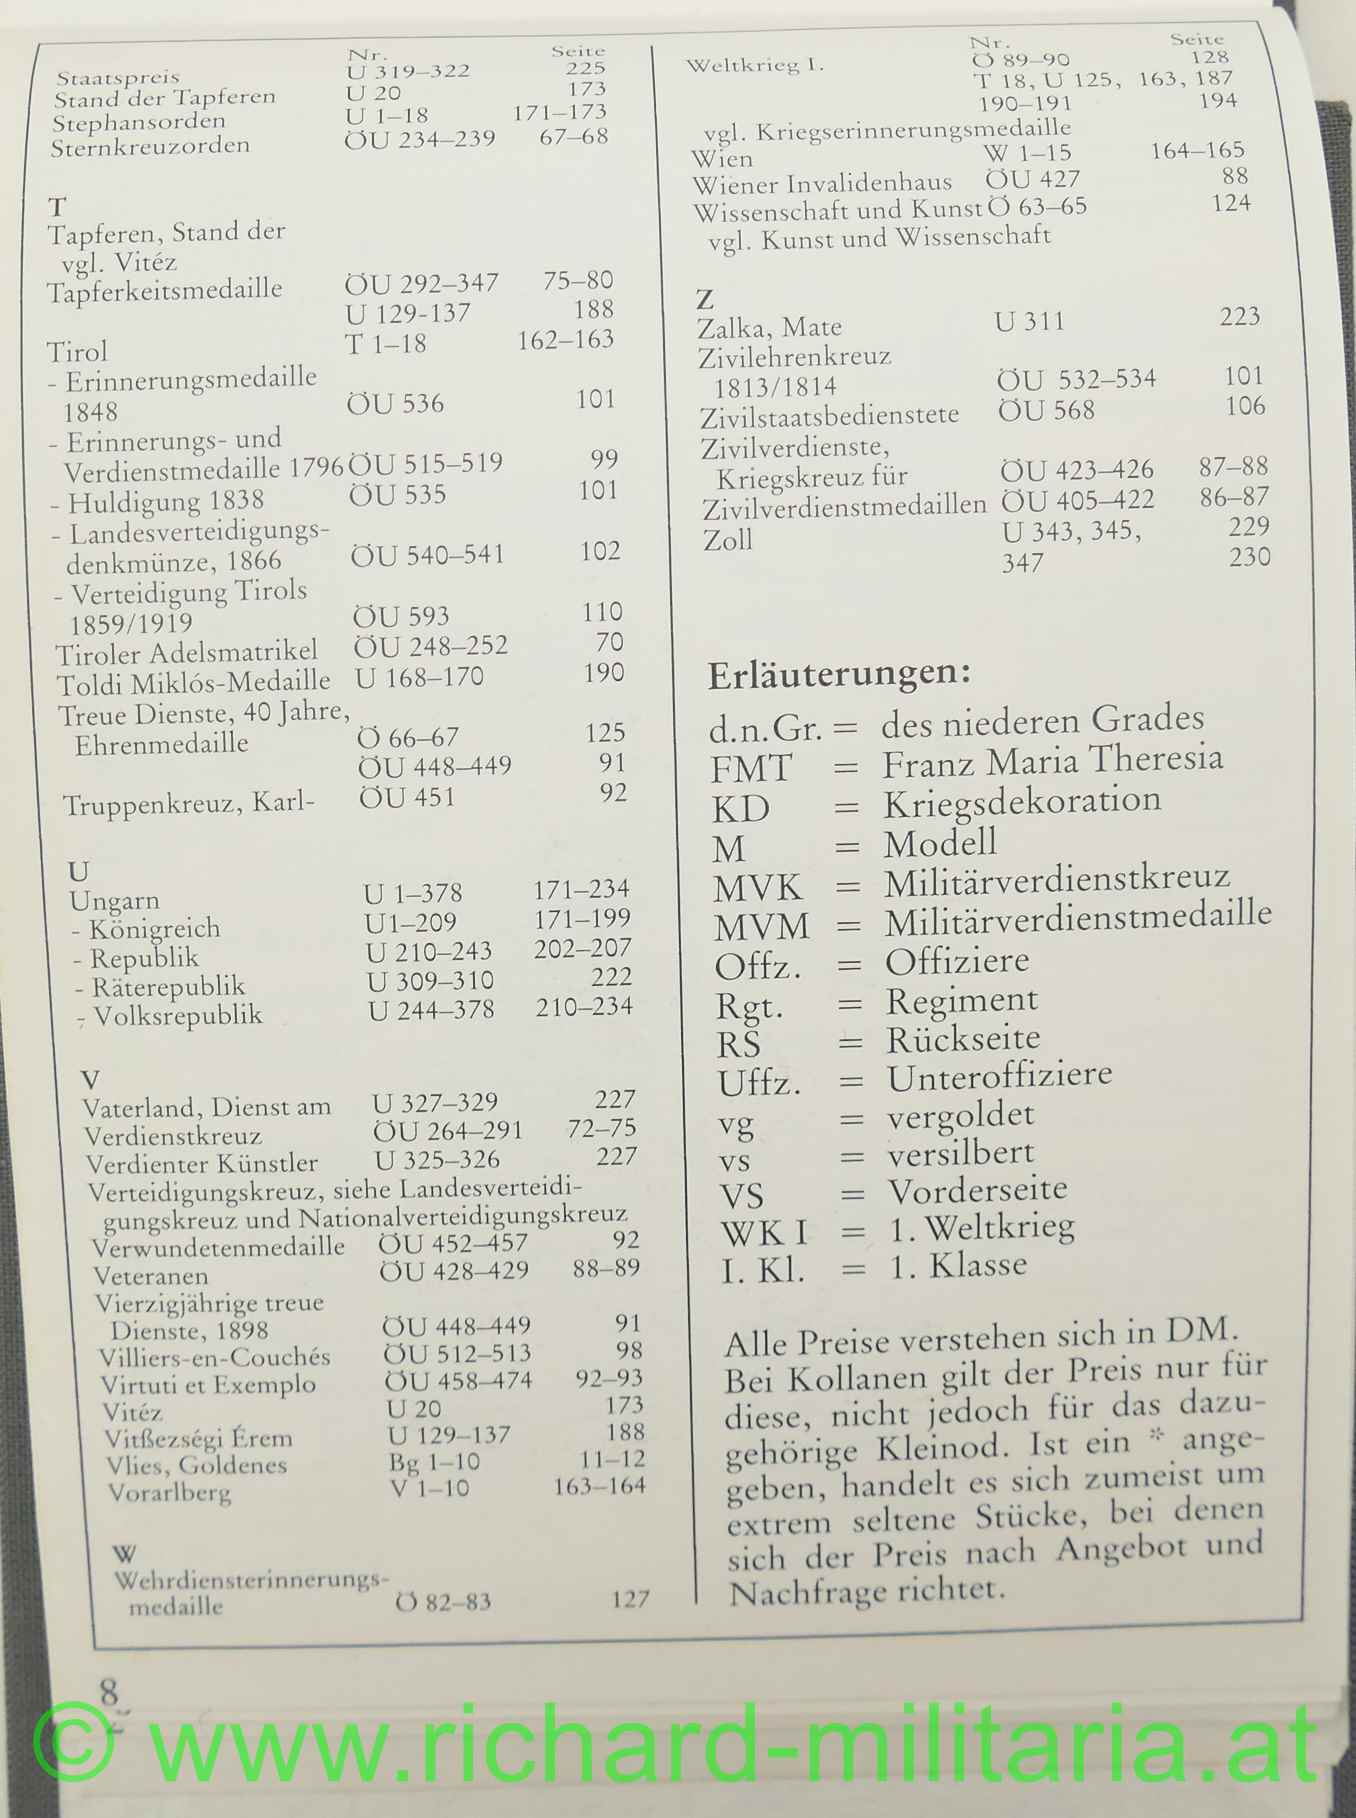 Nr. Seite
Staatspreis U 319–322 225
Stand der Tapferen U 20 173
Stephansorden U 1–18 171–173
Sternkreuzorden ÖU 234–239 67–68
T
Tapferen, Stand der
vgl. Vitéz
Tapferkeitsmedaille ÖU 292–347 75–80
U 129-137 188
Tirol T 1–18 162–163
- Erinnerungsmedaille
1848 ÖU 536 101
- Erinnerungs- und
Verdienstmedaille 1796 ÖU 515–519 99
- Huldigung 1838 ÖU 535 101
- Landesverteidigungs-
denkmünze, 1866 ÖU 540–541 102
- Verteidigung Tirols
1859/1919 ÖU 593 110
Tiroler Adelsmatrikel ÖU 248–252 70
Toldi Miklós-Medaille U 168–170 190
Treue Dienste, 40 Jahre,
Ehrenmedaille Ö 66–67 125
ÖU 448–449 91
Truppenkreuz, Karl- ÖU 451 92
U
Ungarn U 1–378 171–234
- Königreich U1–209 171–199
- Republik U 210–243 202–207
- Räterepublik U 309–310 222
- Volksrepublik U 244–378 210–234
V
Vaterland, Dienst am U 327–329 227
Verdienstkreuz ÖU 264–291 72–75
Verdienter Künstler U 325–326 227
Verteidigungskreuz, siehe Landesverteidi-
gungskreuz und Nationalverteidigungskreuz
Verwundetenmedaille ÖU 452–457 92
Veteranen ÖU 428–429 88–89
Vierzigjährige treue
Dienste, 1898 ÖU 448–449 91
Villiers-en-Couchés ÖU 512–513 98
Virtuti et Exemplo ÖU 458–474 92–93
Vitéz U 20 173
Vitßezségi Érem U 129–137 188
Vlies, Goldenes Bg 1–10 11–12
Vorarlberg V 1–10 163–164
W
Wehrdiensterinnerungs-
medaille Ö 82–83 127
Nr. Seite
Weltkrieg I. Ö 89–90 128
T 18, U 125, 163, 187
190–191 194
vgl. Kriegserinnerungsmedaille
Wien W 1–15 164–165
Wiener Invalidenhaus ÖU 427 88
Wissenschaft und Kunst Ö 63–65 124
vgl. Kunst und Wissenschaft
Z
Zalka, Mate U 311 223
Zivilehrenkreuz
1813/1814 ÖU 532–534 101
Zivilstaatsbedienstete ÖU 568 106
Zivilverdienste,
Kriegskreuz für ÖU 423–426 87–88
Zivilverdienstmedaillen ÖU 405–422 86–87
Zoll U 343, 345, 229
347 230
Erläuterungen:
d.n.Gr. = des niederen Grades
FMT = Franz Maria Theresia
KD = Kriegsdekoration
M = Modell
MVK = Militärverdienstkreuz
MVM = Militärverdienstmedaille
Offz. = Offiziere
Rgt. = Regiment
RS = Rückseite
Uffz. = Unteroffiziere
vg = vergoldet
vs = versilbert
VS = Vorderseite
WK I = 1. Weltkrieg
I. Kl. = 1. Klasse
Alle Preise verstehen sich in DM.
Bei Kollanen gilt der Preis nur für
diese, nicht jedoch für das dazu-
gehörige Kleinod. Ist ein * ange-
geben, handelt es sich zumeist um
extrem seltene Stücke, bei denen
sich der Preis nach Angebot und
Nachfrage richtet.
8
© www.richard-militaria.at